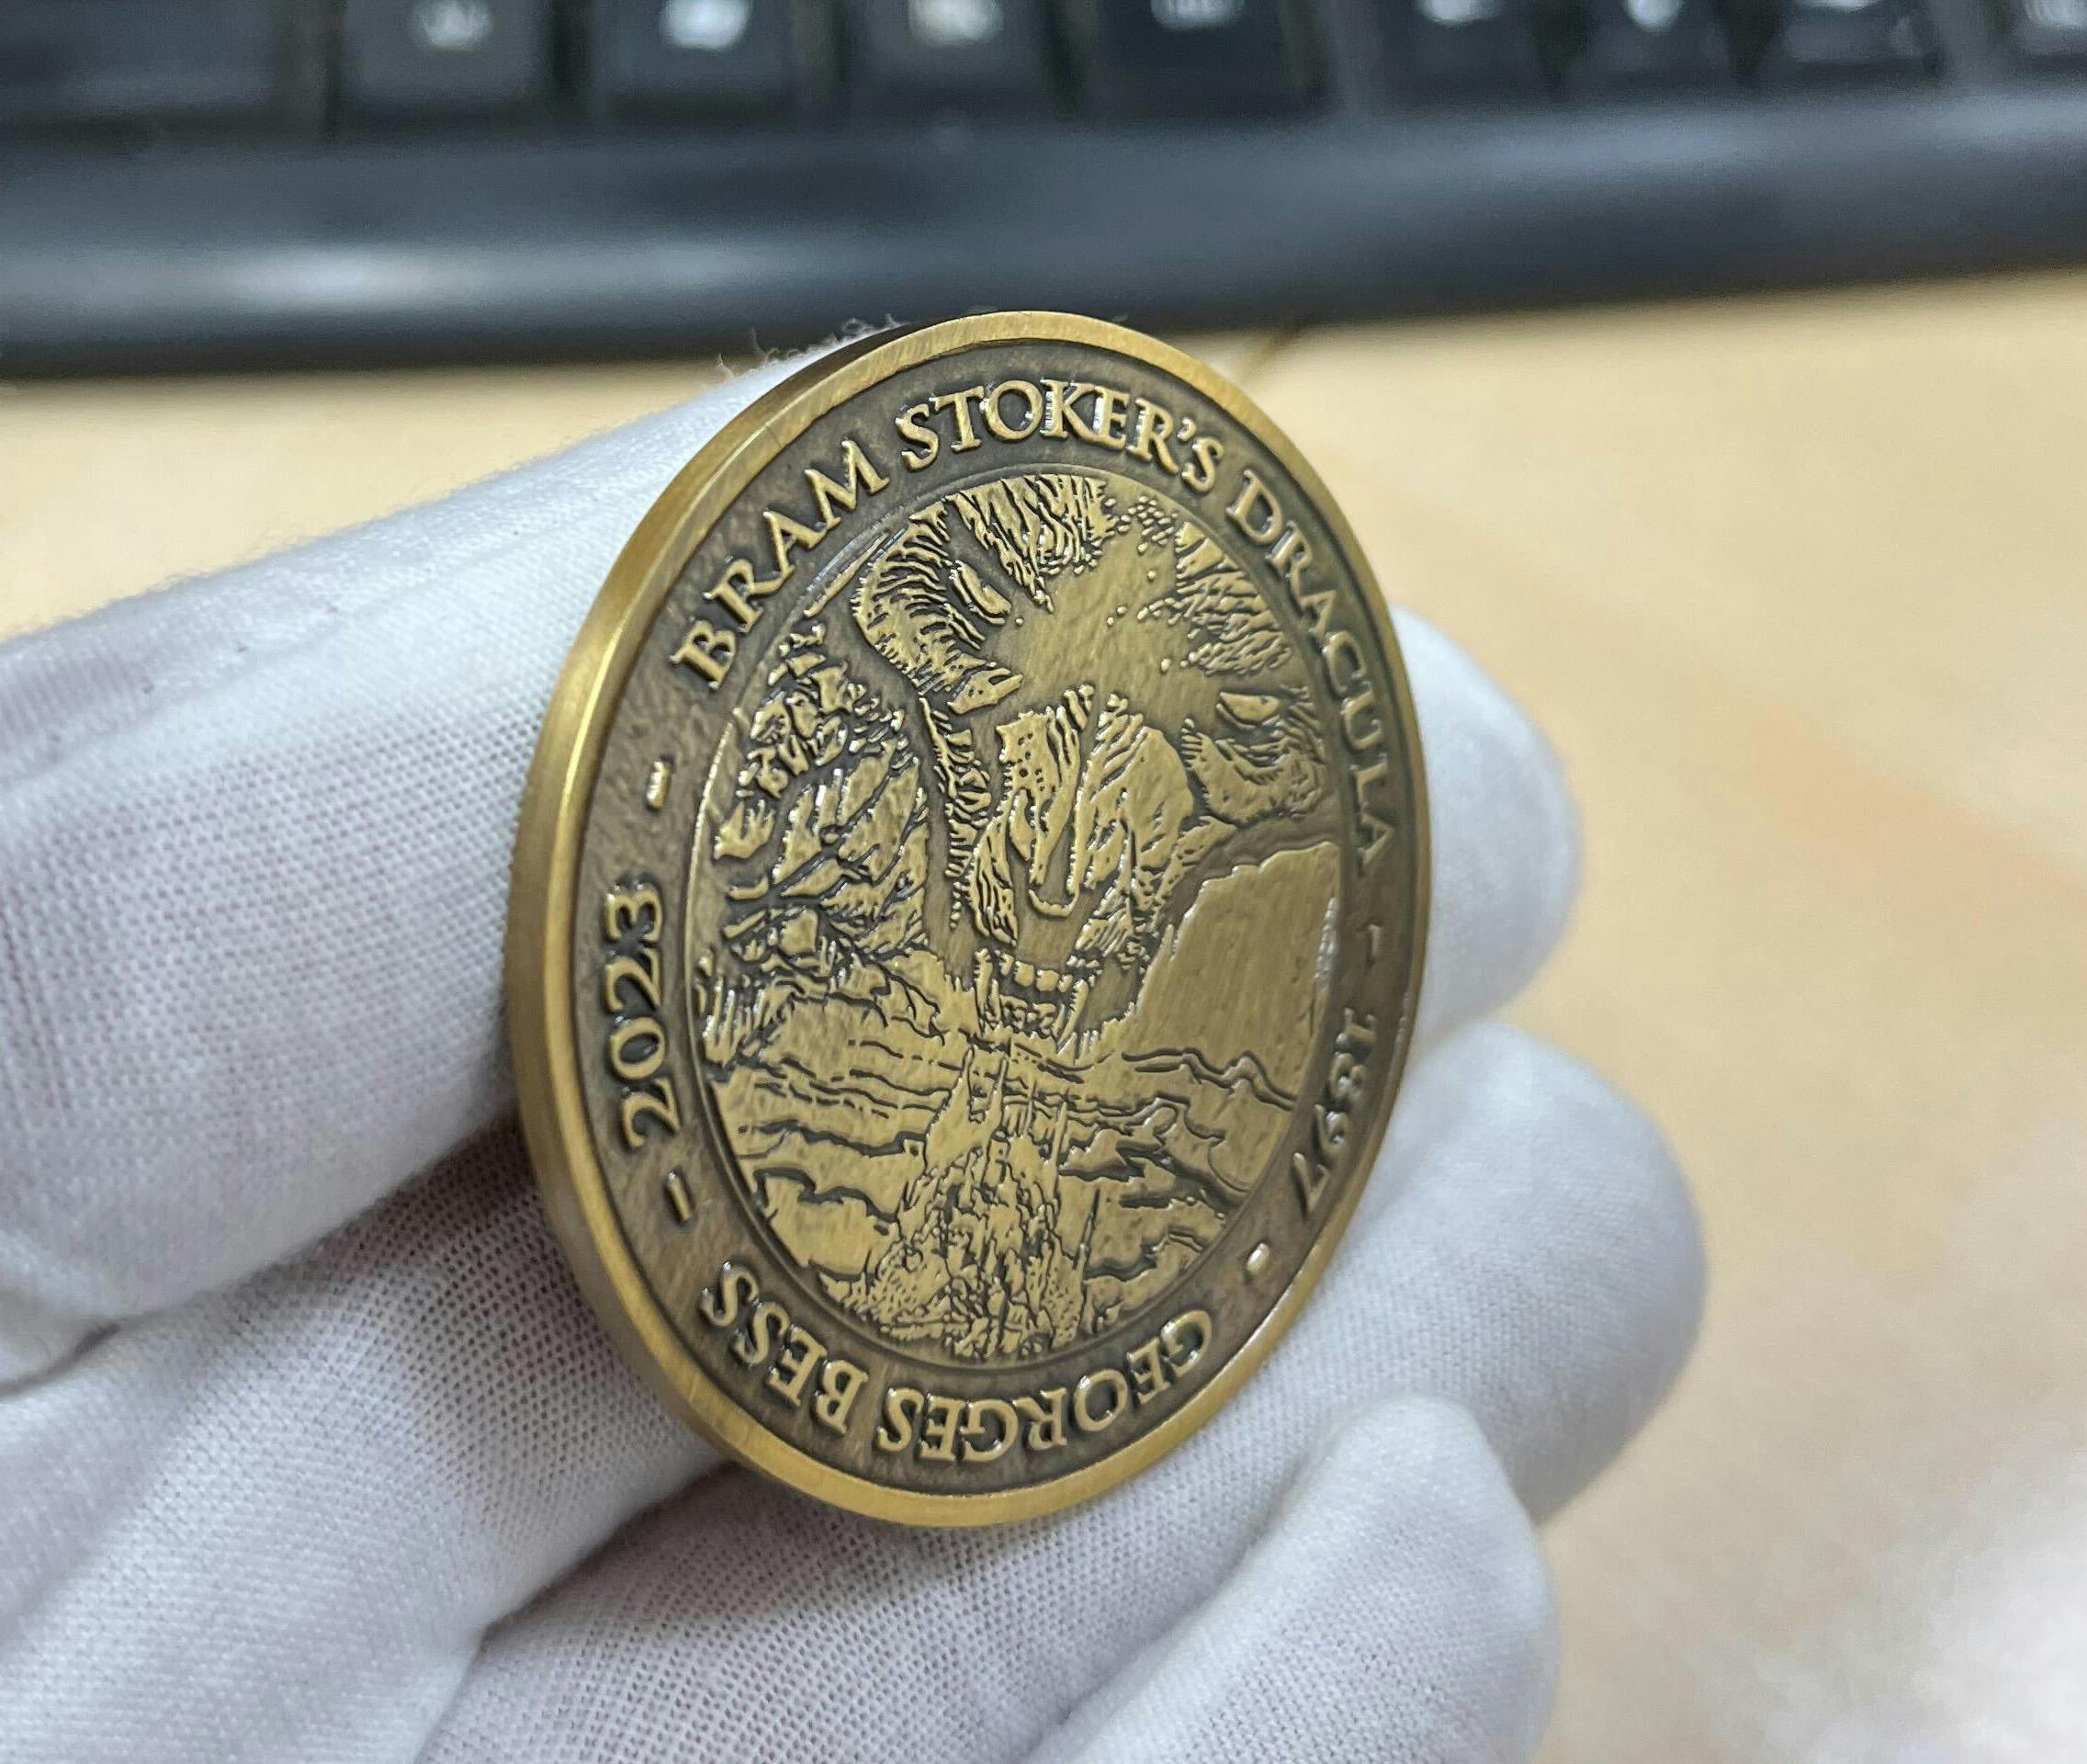 BRAM STOKER'S DRACULA - 1897 - GEORGES BESS - 2023 -